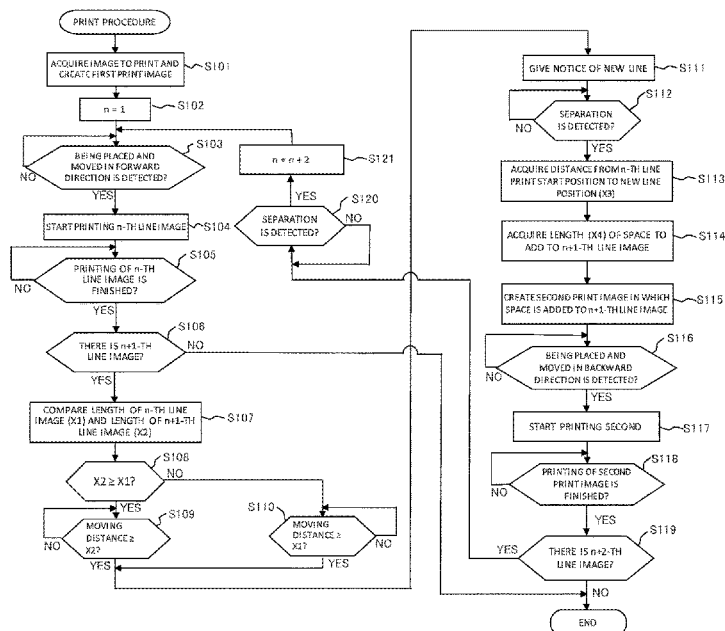 PRINT PROCEDURE
ACQUIRE IMAGE TO PRINT AND
CREATE FIRST PRINT IMAGE
S101
n = 1
S102
BEING PLACED AND
MOVED IN FORWARD
DIRECTION IS DETECTED?
S103
NO
YES
START PRINTING n-TH LINE IMAGE
S104
PRINTING OF n-TH
LINE IMAGE IS
FINISHED?
S105
NO
YES
THERE IS n+1-TH
LINE IMAGE?
S106
NO
YES
COMPARE LENGTH OF n-TH LINE
IMAGE (X1) AND LENGTH OF n+1-TH
LINE IMAGE (X2)
S107
X2 ≥ X1?
S108
NO
YES
MOVING
DISTANCE ≥
X2?
S109
NO
YES
MOVING
DISTANCE ≥
X1?
S110
NO
YES
GIVE NOTICE OF NEW LINE
S111
SEPARATION
IS DETECTED?
S112
NO
YES
ACQUIRE DISTANCE FROM n-TH LINE
PRINT START POSITION TO NEW LINE
POSITION (X3)
S113
ACQUIRE LENGTH (X4) OF SPACE TO
ADD TO n+1-TH LINE IMAGE
S114
CREATE SECOND PRINT IMAGE IN WHICH
SPACE IS ADDED TO n+1-TH LINE IMAGE
S115
BEING PLACED AND
MOVED IN BACKWARD
DIRECTION IS DETECTED?
S116
NO
YES
START PRINTING SECOND
S117
PRINTING OF SECOND
PRINT IMAGE IS
FINISHED?
S118
NO
YES
THERE IS n+2-TH
LINE IMAGE?
S119
YES
NO
SEPARATION
IS DETECTED?
S120
NO
YES
S121
END